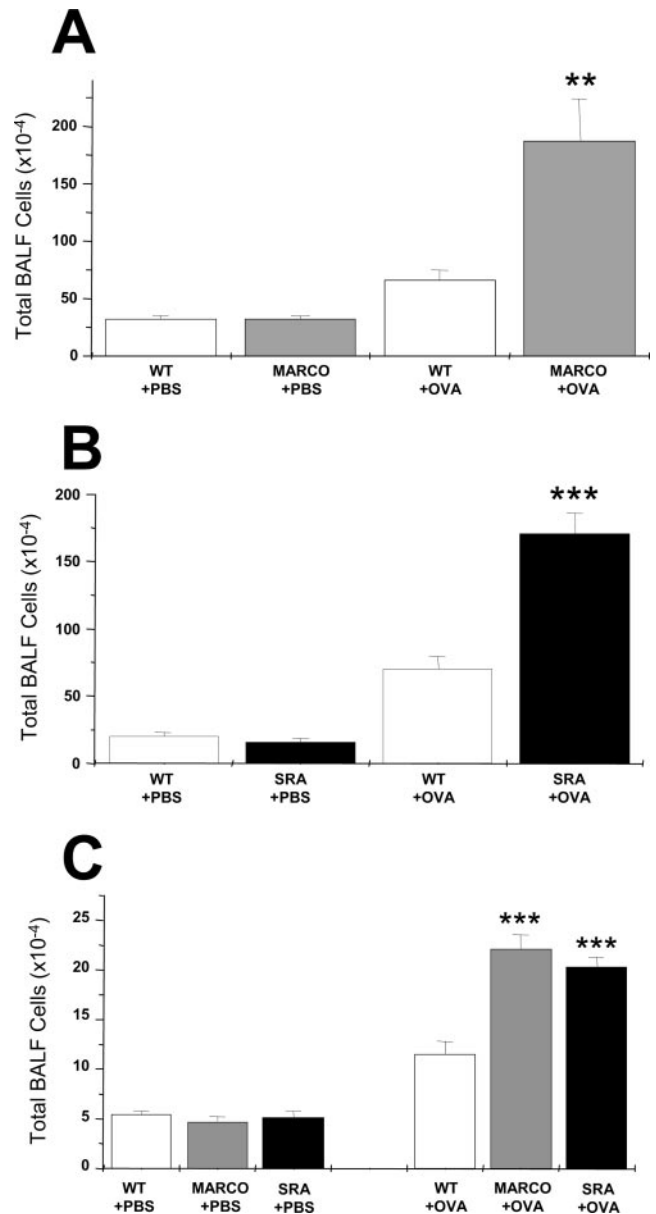 A
Total BALF Cells (x10⁻⁴)
200
150
100
50
0
**
WT
+PBS
MARCO
+PBS
WT
+OVA
MARCO
+OVA
B
Total BALF Cells (x10⁻⁴)
200
150
100
50
0
***
WT
+PBS
SRA
+PBS
WT
+OVA
SRA
+OVA
C
Total BALF Cells (x10⁻⁴)
25
20
15
10
5
0
***
***
WT
+PBS
MARCO
+PBS
SRA
+PBS
WT
+OVA
MARCO
+OVA
SRA
+OVA